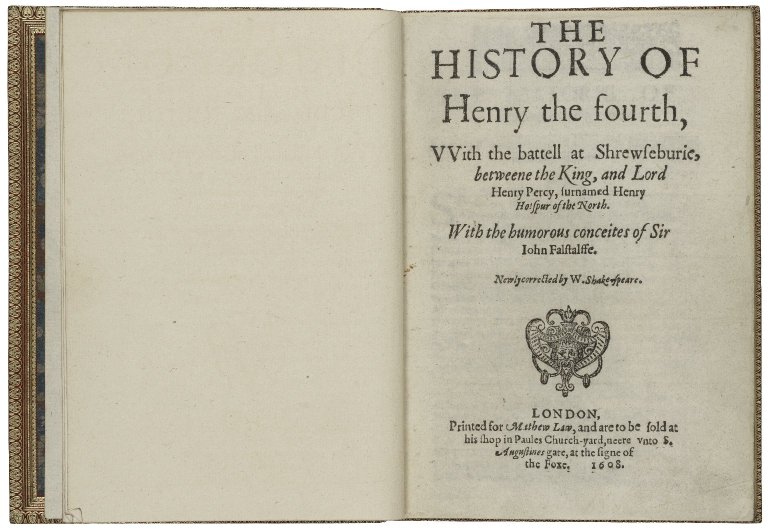 THE
HISTORY OF
Henry the fourth,
VVith the battell at Shrewſeburie,
betweene the King, and Lord
Henry Percy, ſurnamed Henry
Hotſpur of the North.
With the humorous conceites of Sir
Iohn Falſtalffe.
Newly corrected by W. Shake-ſpeare.
LONDON,
Printed for Mathew Law, and are to be ſold at
his ſhop in Paules Church-yard, neere vnto S.
Auguſtines gate, at the ſigne of
the Foxe. 1608.